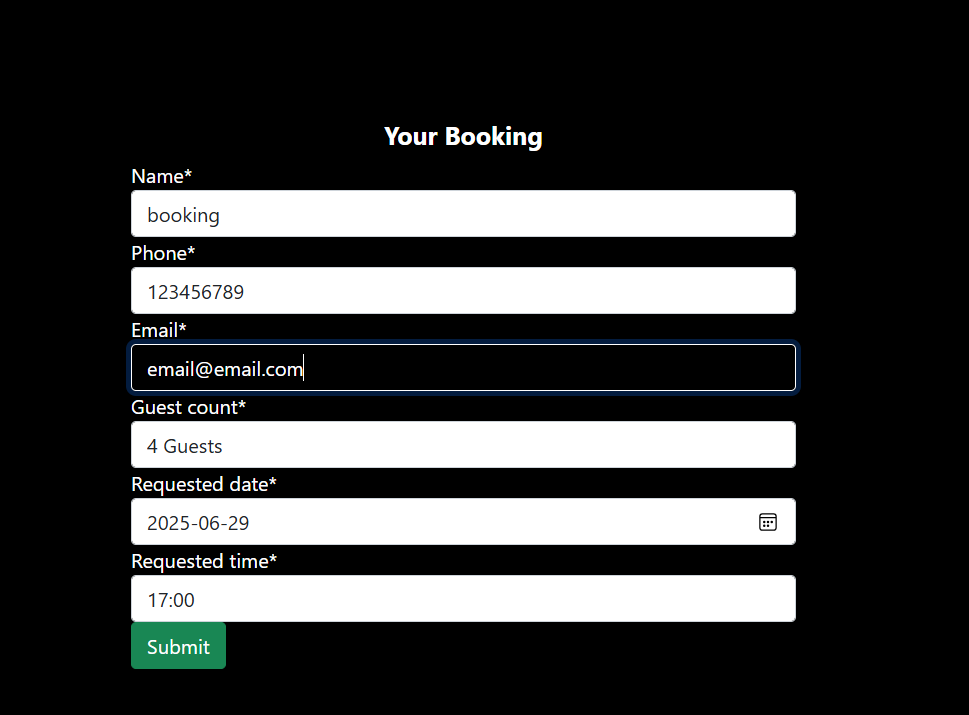 Your Booking
Name*
booking
Phone*
123456789
Email*
email@email.com
Guest count*
4 Guests
Requested date*
2025-06-29
Requested time*
17:00
Submit